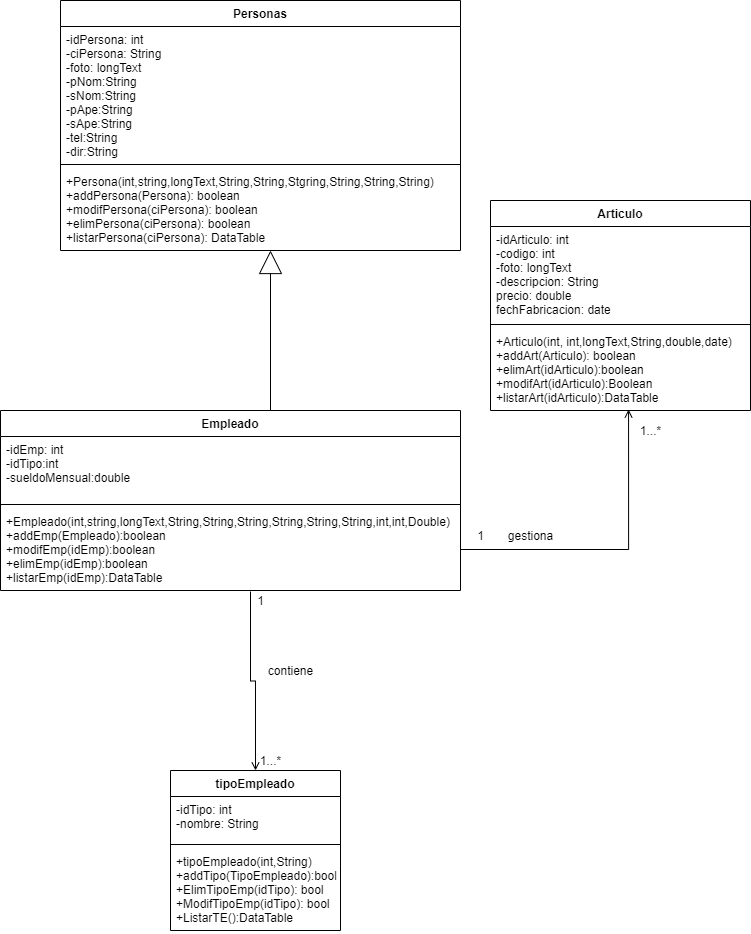 Personas
-idPersona: int
-ciPersona: String
-foto: longText
-pNom:String
-sNom:String
-pApe:String
-sApe:String
-tel:String
-dir:String
+Persona(int,string,longText,String,String,Stgring,String,String,String)
+addPersona(Persona): boolean
+modifPersona(ciPersona): boolean
+elimPersona(ciPersona): boolean
+listarPersona(ciPersona): DataTable
Articulo
-idArticulo: int
-codigo: int
-foto: longText
-descripcion: String
precio: double
fechFabricacion: date
+Articulo(int, int,longText,String,double,date)
+addArt(Articulo): boolean
+elimArt(idArticulo):boolean
+modifArt(idArticulo):Boolean
+listarArt(idArticulo):DataTable
1...*
Empleado
-idEmp: int
-idTipo:int
-sueldoMensual:double
+Empleado(int,string,longText,String,String,String,String,String,String,int,int,Double)
+addEmp(Empleado):boolean
+modifEmp(idEmp):boolean
+elimEmp(idEmp):boolean
+listarEmp(idEmp):DataTable
1 gestiona
1
contiene
1...*
tipoEmpleado
-idTipo: int
-nombre: String
+tipoEmpleado(int,String)
+addTipo(TipoEmpleado):bool
+ElimTipoEmp(idTipo): bool
+ModifTipoEmp(idTipo): bool
+ListarTE():DataTable